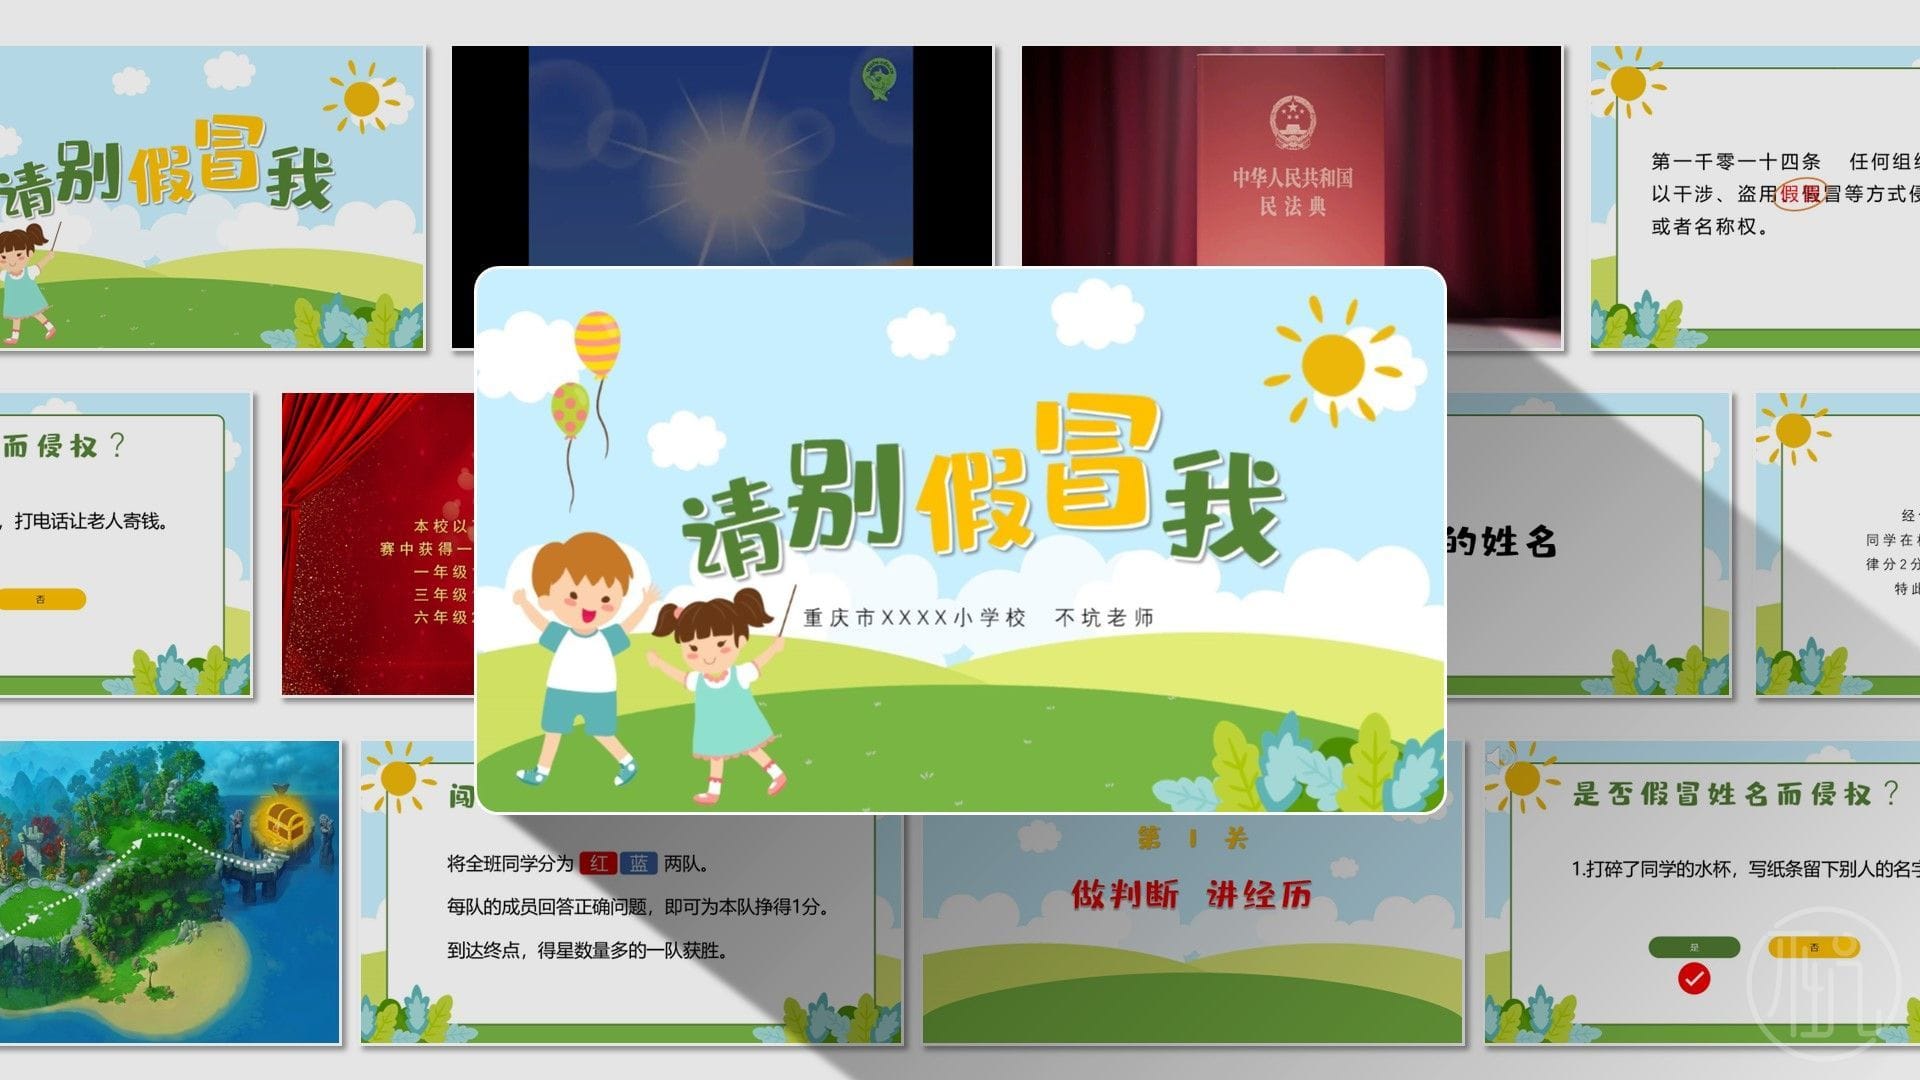 请别假冒我
中华人民共和国
民法典
第一千零一十四条 任何组
以干涉、盗用假假冒等方式侵
或者名称权。
而侵权？
，打电话让老人寄钱。
否
本校以
赛中获得一
一年级
三年级
六年级
请别假冒我
重庆市XXXX小学校 不坑老师
的姓名
经
同学在
律分2分
特此
闯
将全班同学分为 红 蓝 两队。
每队的成员回答正确问题，即可为本队挣得1分。
到达终点，得星数量多的一队获胜。
第1关
做判断 讲经历
是否假冒姓名而侵权？
1.打碎了同学的水杯，写纸条留下别人的名字
是 否